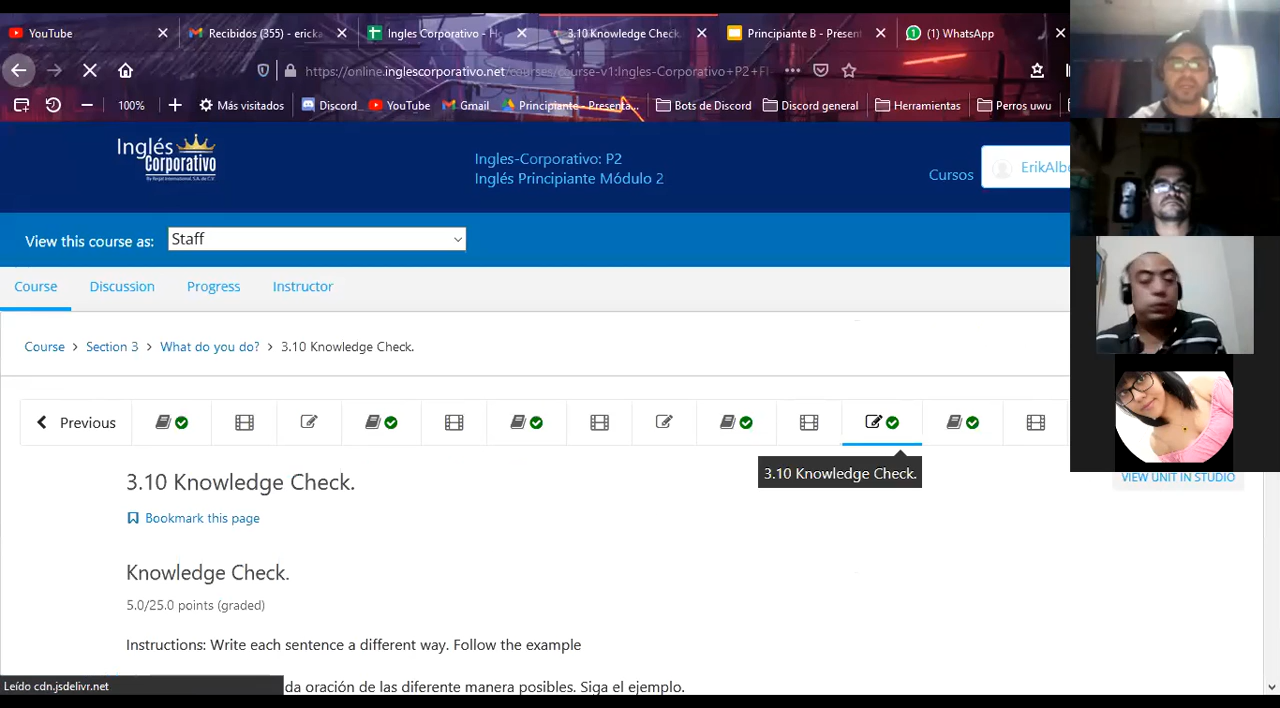 YouTube
Recibidos (355) - ericka
Ingles Corporativo - Ho
3.10 Knowledge Check.
Principiante B - Present
(1) WhatsApp
https://online.inglescorporativo.net/courses/course-v1:Ingles-Corporativo+P2+FI
100%
Más visitados
Discord
YouTube
Gmail
Principiante - Presenta...
Bots de Discord
Discord general
Herramientas
Perros uwu
Inglés
Corporativo
Ingles-Corporativo: P2
Inglés Principiante Módulo 2
Cursos
ErikAlbe
View this course as:
Staff
Course
Discussion
Progress
Instructor
Course > Section 3 > What do you do? > 3.10 Knowledge Check.
Previous
3.10 Knowledge Check.
3.10 Knowledge Check.
VIEW UNIT IN STUDIO
Bookmark this page
Knowledge Check.
5.0/25.0 points (graded)
Instructions: Write each sentence a different way. Follow the example
da oración de las diferente manera posibles. Siga el ejemplo.
Leído cdn.jsdelivr.net